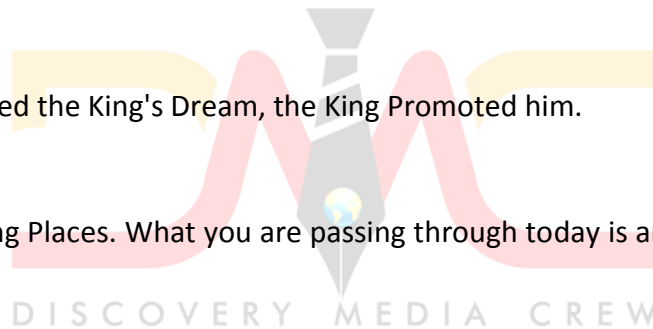 ed the King's Dream, the King Promoted him.
ng Places. What you are passing through today is a
DISCOVERY MEDIA CREW